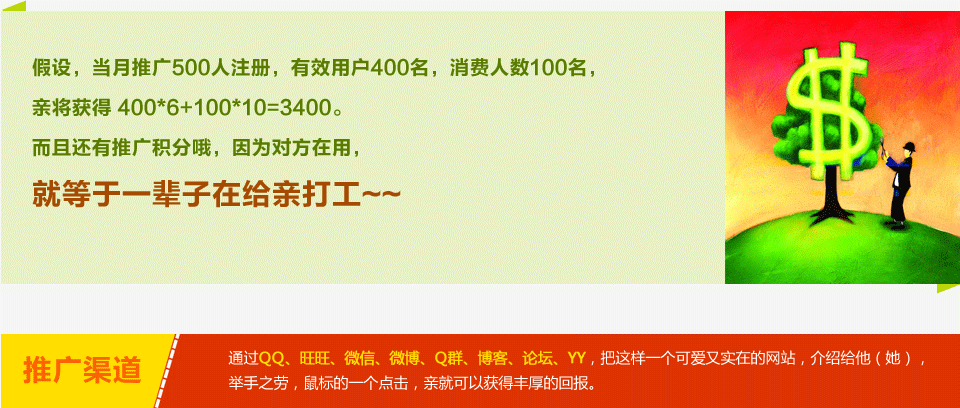 假设，当月推广500人注册，有效用户400名，消费人数100名，
亲将获得 400*6+100*10=3400。
而且还有推广积分哦，因为对方在用，
就等于一辈子在给亲打工~~
推广渠道
通过QQ、旺旺、微信、微博、Q群、博客、论坛、YY，把这样一个可爱又实在的网站，介绍给他（她），
举手之劳，鼠标的一个点击，亲就可以获得丰厚的回报。